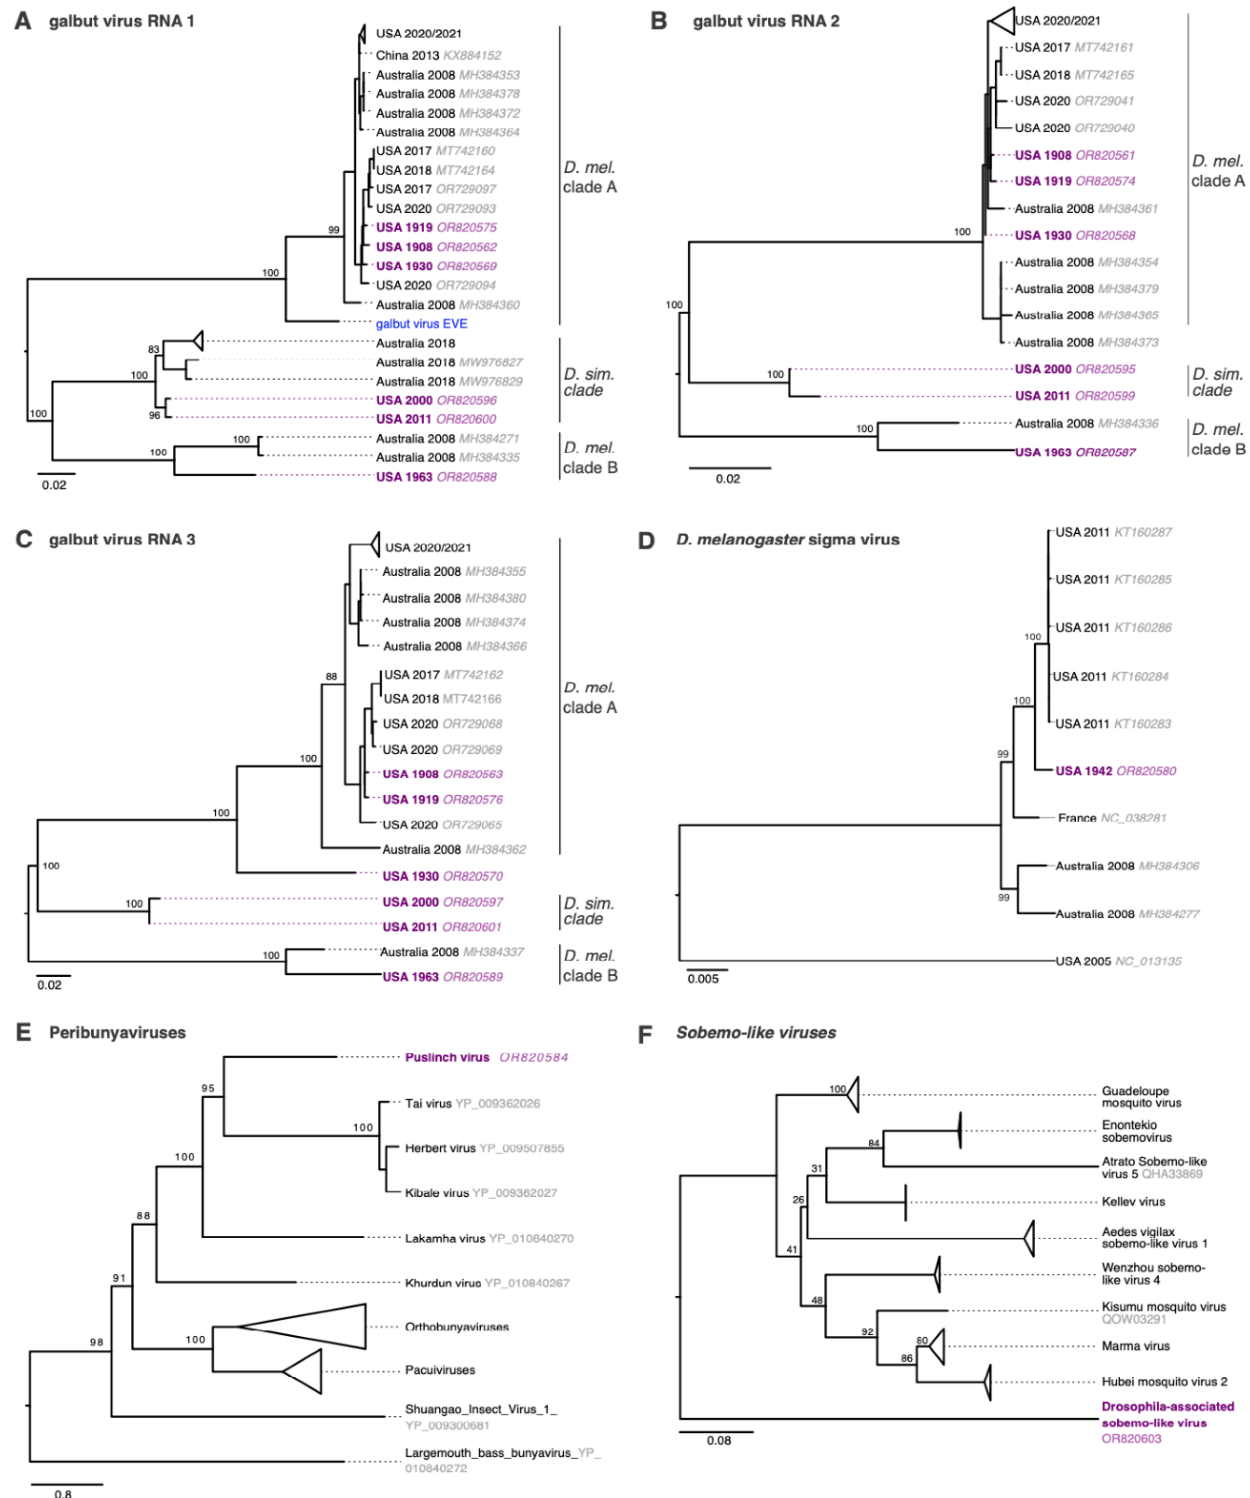 A galbut virus RNA 1
USA 2020/2021
China 2013 KX884152
Australia 2008 MH384353
Australia 2008 MH384378
Australia 2008 MH384372
Australia 2008 MH384364
USA 2017 MT742160
USA 2018 MT742164
USA 2017 OR729097
USA 2020 OR729093
USA 1919 OR820575
USA 1908 OR820562
USA 1930 OR820569
USA 2020 OR729094
Australia 2008 MH384360
galbut virus EVE
Australia 2018
Australia 2018 MW976827
Australia 2018 MW976829
USA 2000 OR820596
USA 2011 OR820600
Australia 2008 MH384271
Australia 2008 MH384335
USA 1963 OR820588
D. mel.
clade A
D. sim.
clade
D. mel.
clade B
99
100
83
100
96
100
100
100
0.02
B galbut virus RNA 2
USA 2020/2021
USA 2017 MT742161
USA 2018 MT742165
USA 2020 OR729041
USA 2020 OR729040
USA 1908 OR820561
USA 1919 OR820574
Australia 2008 MH384361
USA 1930 OR820568
Australia 2008 MH384354
Australia 2008 MH384379
Australia 2008 MH384365
Australia 2008 MH384373
USA 2000 OR820595
USA 2011 OR820599
Australia 2008 MH384336
USA 1963 OR820587
D. mel.
clade A
D. sim.
clade
D. mel.
clade B
100
100
100
100
0.02
C galbut virus RNA 3
USA 2020/2021
Australia 2008 MH384355
Australia 2008 MH384380
Australia 2008 MH384374
Australia 2008 MH384366
USA 2017 MT742162
USA 2018 MT742166
USA 2020 OR729068
USA 2020 OR729069
USA 1908 OR820563
USA 1919 OR820576
USA 2020 OR729065
Australia 2008 MH384362
USA 1930 OR820570
USA 2000 OR820597
USA 2011 OR820601
Australia 2008 MH384337
USA 1963 OR820589
D. mel.
clade A
D. sim.
clade
D. mel.
clade B
88
100
100
100
100
100
0.02
D D. melanogaster sigma virus
USA 2011 KT160287
USA 2011 KT160285
USA 2011 KT160286
USA 2011 KT160284
USA 2011 KT160283
USA 1942 OR820580
France NC_038281
Australia 2008 MH384306
Australia 2008 MH384277
USA 2005 NC_013135
100
100
99
99
0.005
E Peribunyaviruses
Puslinch virus OR820584
Tai virus YP_009362026
Herbert virus YP_009507855
Kibale virus YP_009362027
Lakamha virus YP_010840270
Khurdun virus YP_010840267
Orthobunyaviruses
Pacuiviruses
Shuangao_Insect_Virus_1_
YP_009300681
Largemouth_bass_bunyavirus_YP_
010840272
95
100
100
88
91
100
98
0.8
F Sobemo-like viruses
Guadeloupe
mosquito virus
Enontekio
sobemovirus
Atrato Sobemo-like
virus 5 QHA33869
Kellev virus
Aedes vigilax
sobemo-like virus 1
Wenzhou sobemo-
like virus 4
Kisumu mosquito virus
QOW03291
Marma virus
Hubei mosquito virus 2
Drosophila-associated
sobemo-like virus
OR820603
100
84
31
26
41
48
92
80
86
0.08